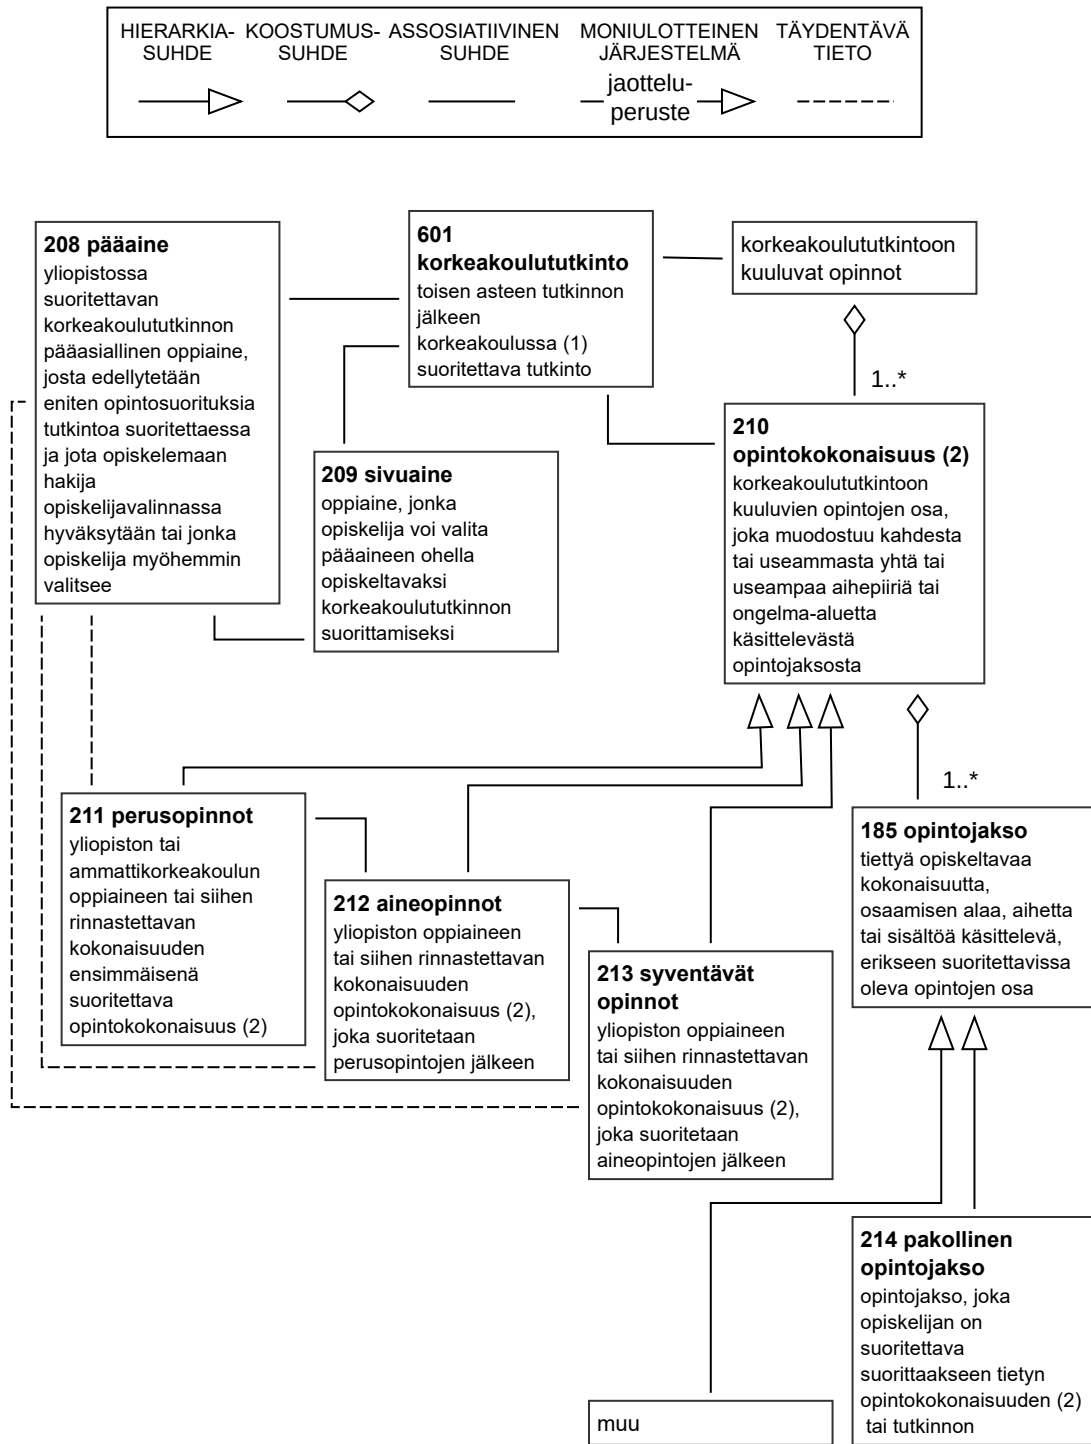 HIERARKIA-
SUHDE
KOOSTUMUS-
SUHDE
ASSOSIATIIVINEN
SUHDE
MONIULOTTEINEN
JÄRJESTELMÄ
TÄYDENTÄVÄ
TIETO
jaottelu-
peruste
208 pääaine
yliopistossa
suoritettavan
korkeakoulututkinnon
pääasiallinen oppiaine,
josta edellytetään
eniten opintosuorituksia
tutkintoa suoritettaessa
ja jota opiskelemaan
hakija
opiskelijavalinnassa
hyväksytään tai jonka
opiskelija myöhemmin
valitsee
601
korkeakoulututkinto
toisen asteen tutkinnon
jälkeen
korkeakoulussa (1)
suoritettava tutkinto
korkeakoulututkintoon
kuuluvat opinnot
1..*
209 sivuaine
oppiaine, jonka
opiskelija voi valita
pääaineen ohella
opiskeltavaksi
korkeakoulututkinnon
suorittamiseksi
210
opintokokonaisuus (2)
korkeakoulututkintoon
kuuluvien opintojen osa,
joka muodostuu kahdesta
tai useammasta yhtä tai
useampaa aihepiiriä tai
ongelma-aluetta
käsittelevästä
opintojaksosta
1..*
211 perusopinnot
yliopiston tai
ammattikorkeakoulun
oppiaineen tai siihen
rinnastettavan
kokonaisuuden
ensimmäisenä
suoritettava
opintokokonaisuus (2)
212 aineopinnot
yliopiston oppiaineen
tai siihen rinnastettavan
kokonaisuuden
opintokokonaisuus (2),
joka suoritetaan
perusopintojen jälkeen
213 syventävät
opinnot
yliopiston oppiaineen
tai siihen rinnastettavan
kokonaisuuden
opintokokonaisuus (2),
joka suoritetaan
aineopintojen jälkeen
185 opintojakso
tiettyä opiskeltavaa
kokonaisuutta,
osaamisen alaa, aihetta
tai sisältöä käsittelevä,
erikseen suoritettavissa
oleva opintojen osa
214 pakollinen
opintojakso
opintojakso, joka
opiskelijan on
suoritettava
suorittaakseen tietyn
opintokokonaisuuden (2)
tai tutkinnon
muu